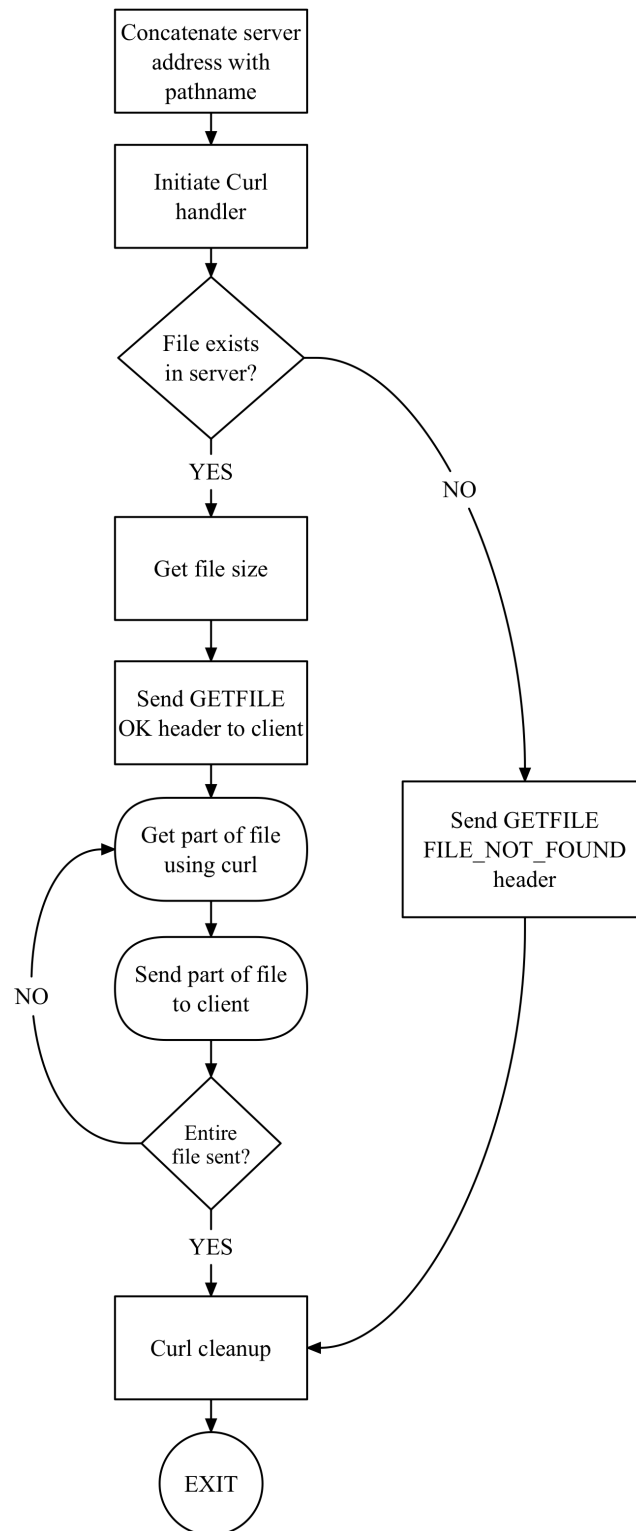 Concatenate server
address with
pathname
Initiate Curl
handler
File exists
in server?
YES
NO
Get file size
Send GETFILE
OK header to client
Get part of file
using curl
Send GETFILE
FILE_NOT_FOUND
header
Send part of file
to client
NO
Entire
file sent?
YES
Curl cleanup
EXIT